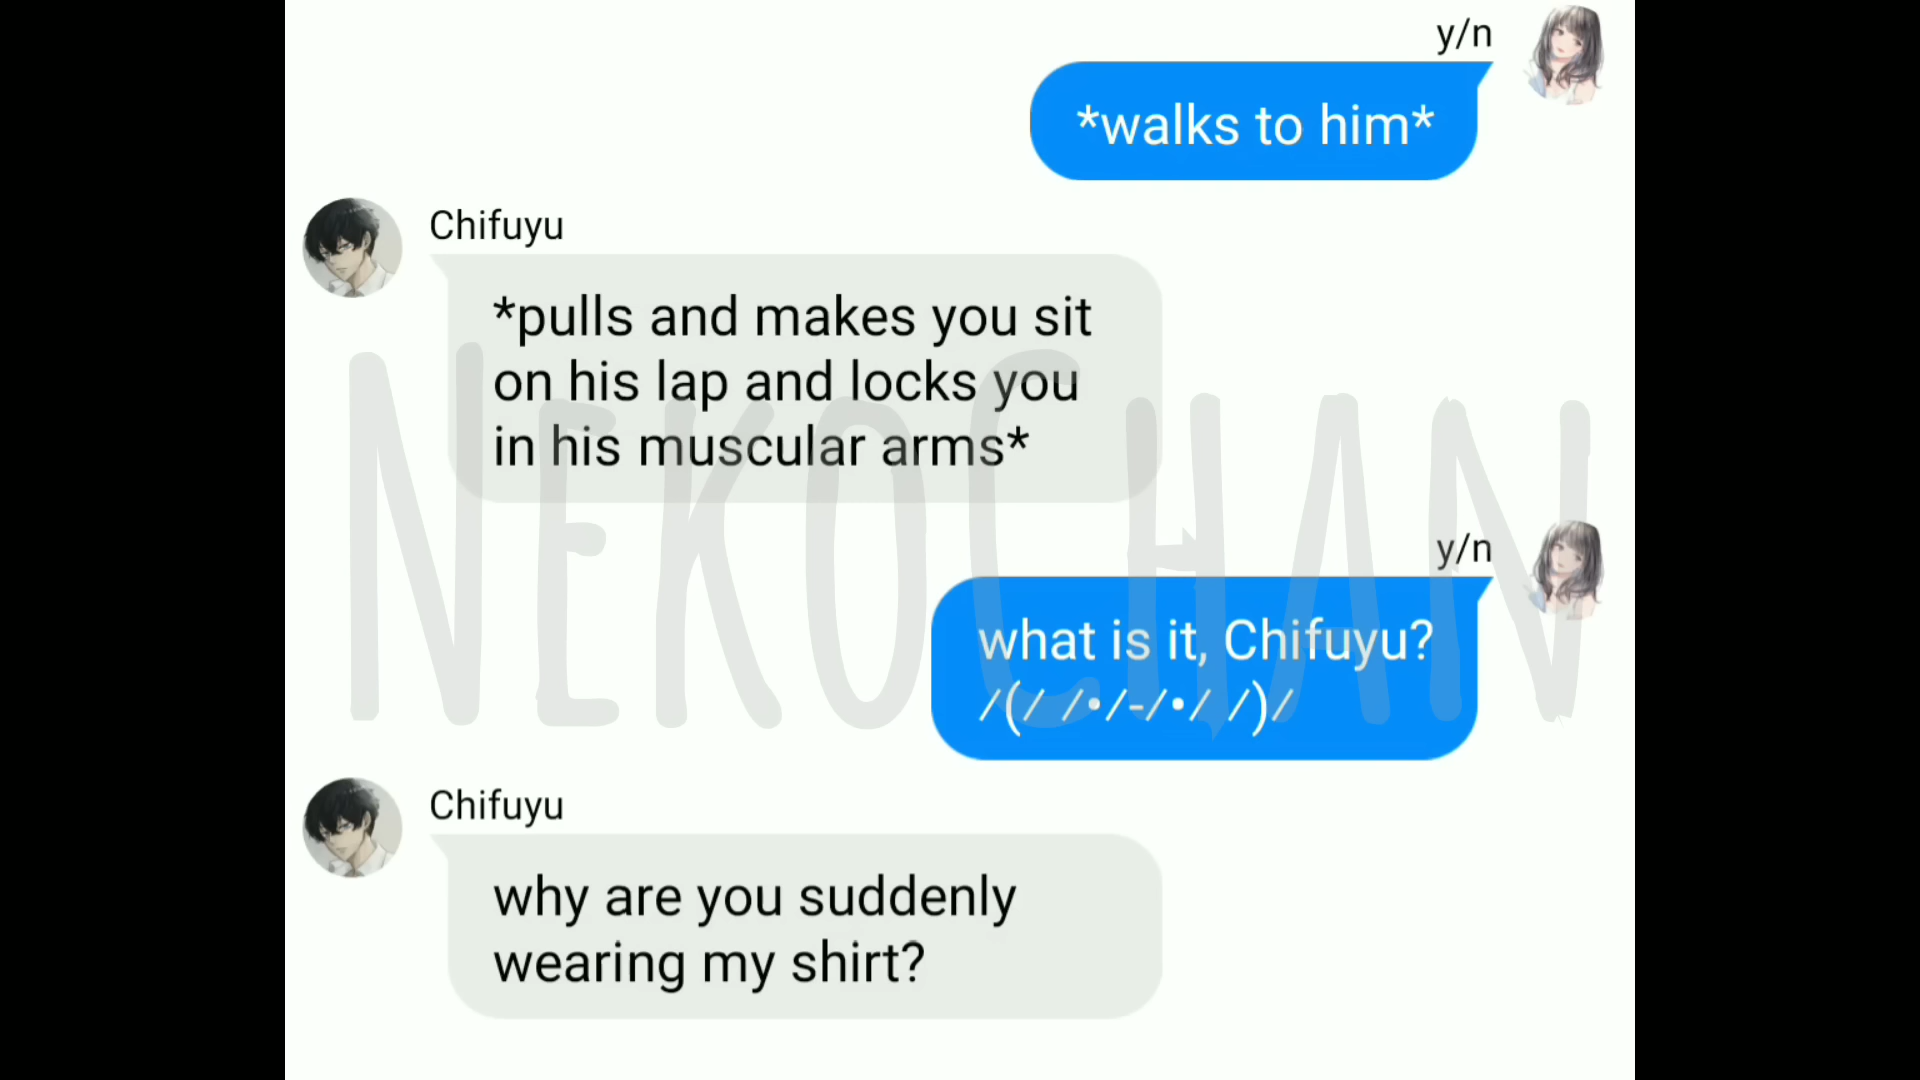 y/n
*walks to him*
Chifuyu
*pulls and makes you sit
on his lap and locks you
in his muscular arms*
NEKOCHAN
y/n
what is it, Chifuyu?
/(/ /•/-/•/ /)/
Chifuyu
why are you suddenly
wearing my shirt?